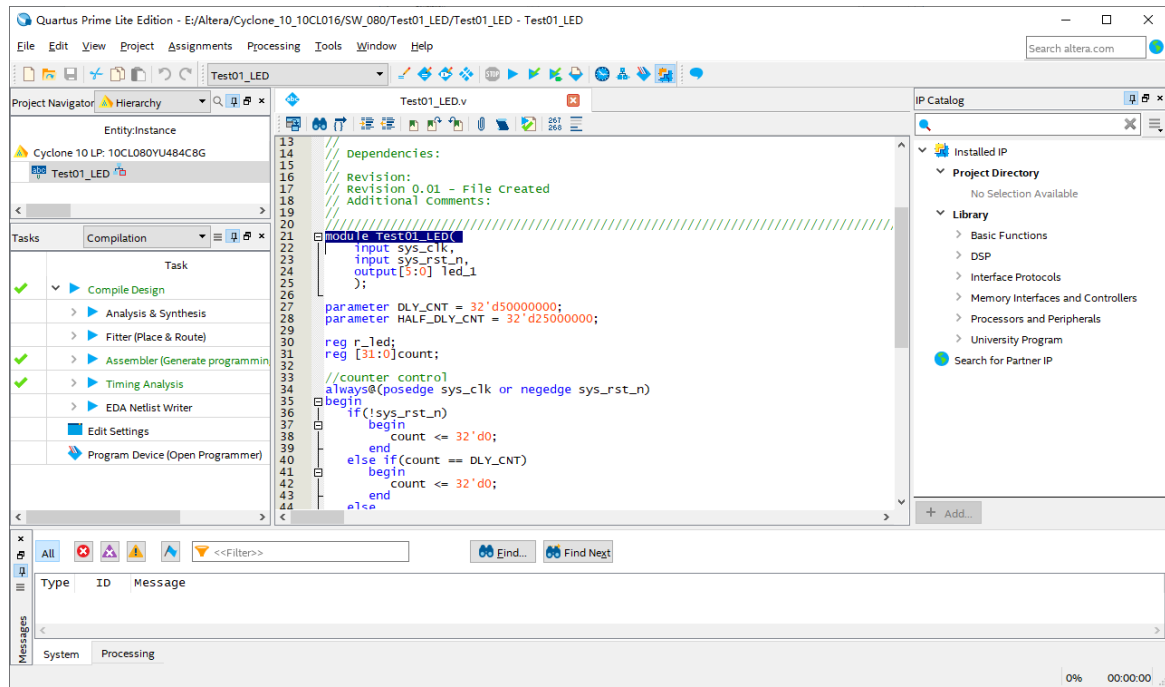 Quartus Prime Lite Edition - E:/Altera/Cyclone_10_10CL016/SW_080/Test01_LED/Test01_LED - Test01_LED
File Edit View Project Assignments Processing Tools Window Help
Search altera.com
Test01_LED
Project Navigator Hierarchy
Entity:Instance
Cyclone 10 LP: 10CL080YU484C8G
Test01_LED
Tasks Compilation
Task
Compile Design
Analysis & Synthesis
Fitter (Place & Route)
Assembler (Generate programmin
Timing Analysis
EDA Netlist Writer
Edit Settings
Program Device (Open Programmer)
Test01_LED.v
267
268
13 //
14 // Dependencies:
15 //
16 // Revision:
17 // Revision 0.01 - File Created
18 // Additional Comments:
19 //
20 ////////////////////////////////////////////////////////////////////////////////
21 module Test01_LED(
22 input sys_clk,
23 input sys_rst_n,
24 output[5:0] led_1
25 );
26
27 parameter DLY_CNT = 32'd50000000;
28 parameter HALF_DLY_CNT = 32'd25000000;
29
30 reg r_led;
31 reg [31:0]count;
32
33 //counter control
34 always@(posedge sys_clk or negedge sys_rst_n)
35 begin
36 if(!sys_rst_n)
37 begin
38 count <= 32'd0;
39 end
40 else if(count == DLY_CNT)
41 begin
42 count <= 32'd0;
43 end
44 else
IP Catalog
Installed IP
Project Directory
No Selection Available
Library
Basic Functions
DSP
Interface Protocols
Memory Interfaces and Controllers
Processors and Peripherals
University Program
Search for Partner IP
+ Add...
All <<Filter>> Find... Find Next
Type ID Message
Messages
System Processing
0% 00:00:00